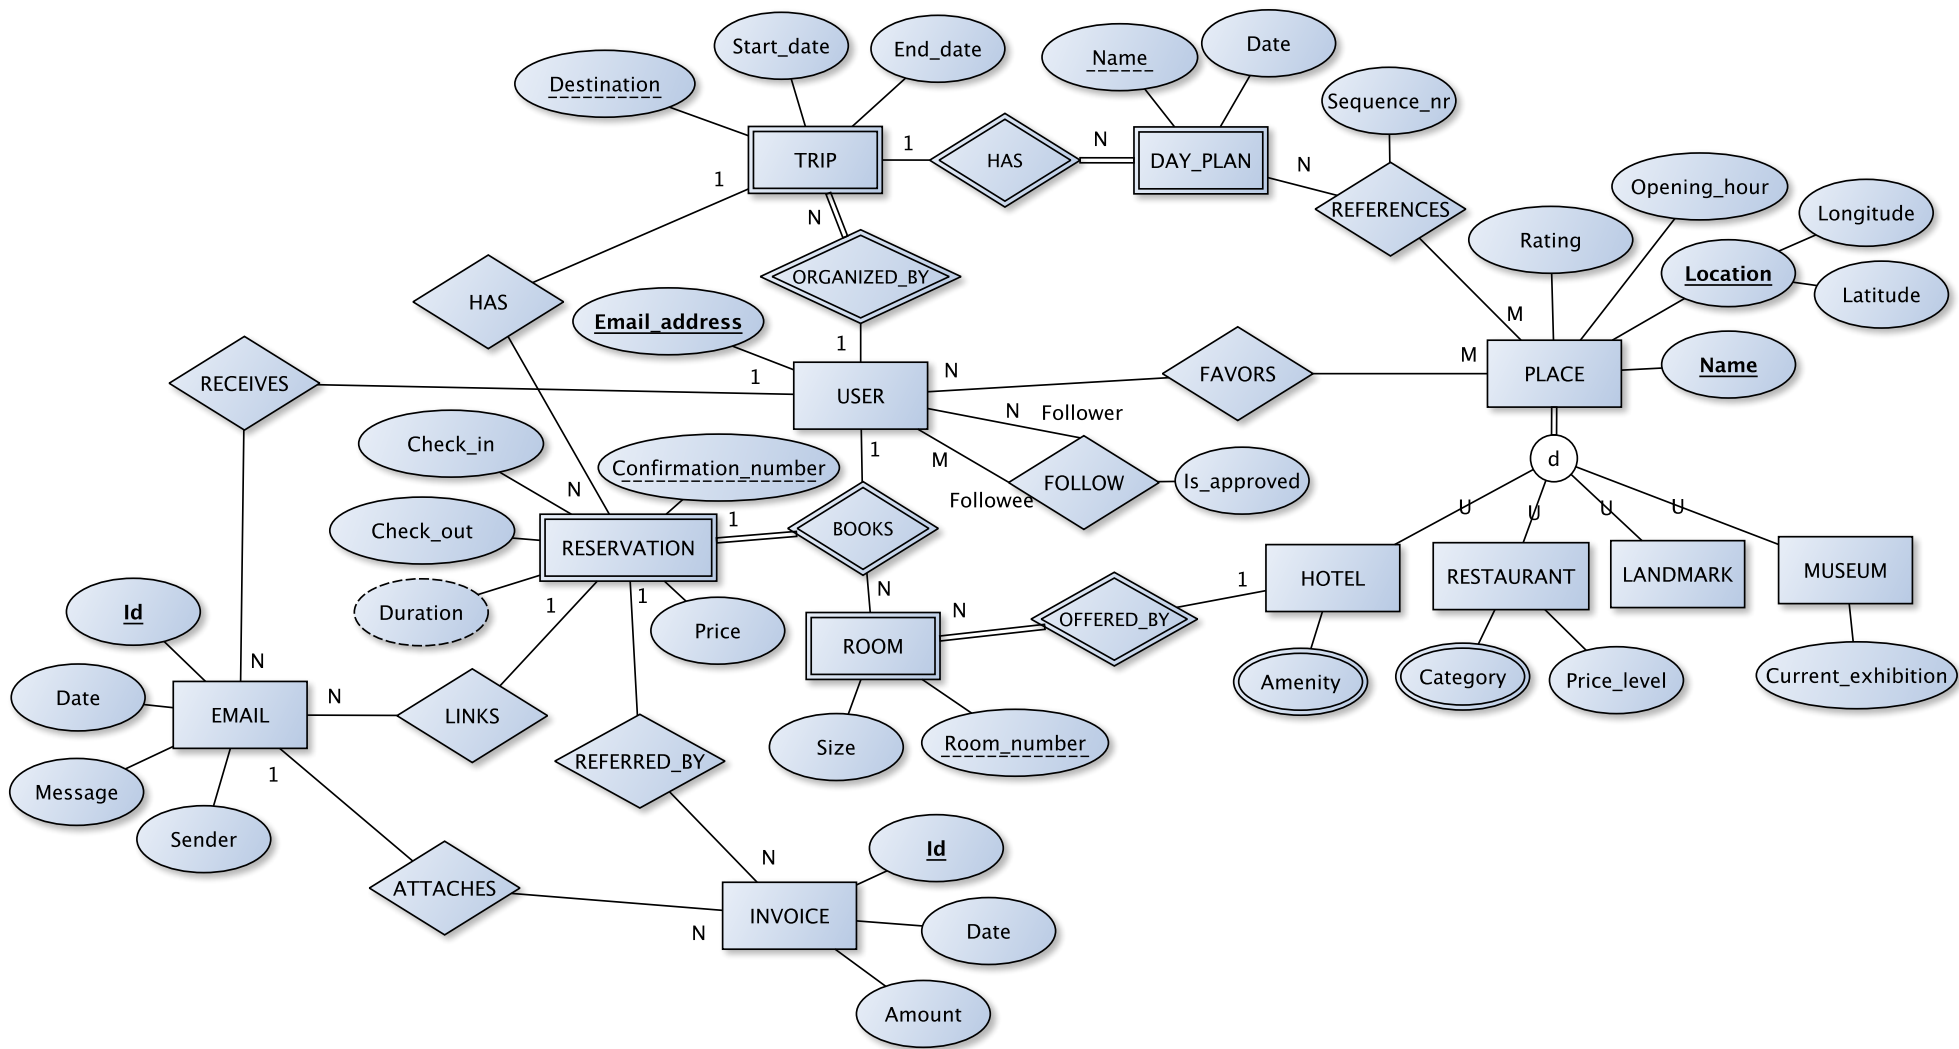 Start_date
End_date
Date
Name
Destination
Sequence_nr
1
N
TRIP
HAS
DAY_PLAN
N
1
Opening_hour
REFERENCES
Longitude
N
Rating
Location
ORGANIZED_BY
Latitude
HAS
M
Email_address
1
M
Name
N
FAVORS
PLACE
1
RECEIVES
USER
N
Follower
Check_in
1
M
d
Confirmation_number
FOLLOW
Is_approved
N
Followee
U
U
U
U
1
Check_out
BOOKS
RESERVATION
MUSEUM
HOTEL
RESTAURANT
LANDMARK
1
N
1
1
N
Id
Duration
OFFERED_BY
Price
ROOM
N
Current_exhibition
Category
Price_level
Amenity
Date
N
EMAIL
LINKS
Size
Room_number
REFERRED_BY
1
Message
Sender
Id
N
ATTACHES
INVOICE
N
Date
Amount